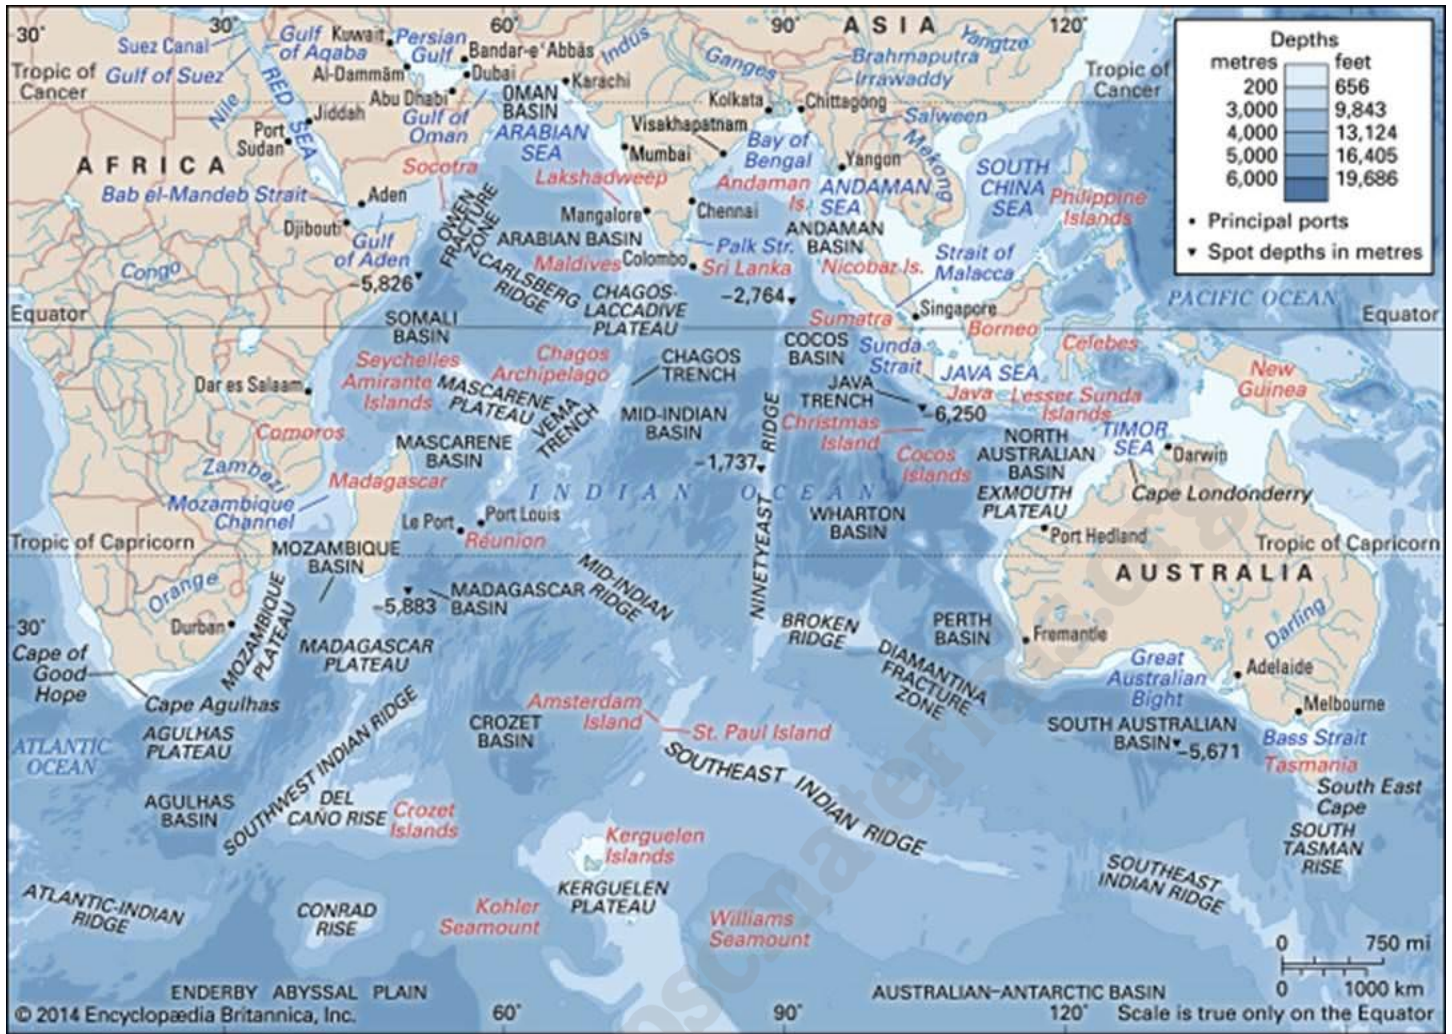 30°
30°
60°
90°
120°
ASIA
Suez Canal
Gulf of Aqaba
Kuwait
Persian Gulf
Bandar-e ʿAbbās
Indus
Ganges
Brahmaputra
Yangtze
Irrawaddy
Tropic of Cancer
Gulf of Suez
Al-Dammām
Dubai
Karachi
Abu Dhabi
OMAN BASIN
Kolkata
Chittagong
Tropic of Cancer
Nile
RED SEA
Jiddah
Gulf of Oman
ARABIAN SEA
Visakhapatnam
Salween
Mekong
Port Sudan
Mumbai
Bay of Bengal
Yangon
SOUTH CHINA SEA
AFRICA
Socotra
Lakshadweep
Andaman Is.
ANDAMAN SEA
Philippine Islands
Bab el-Mandeb Strait
Aden
OWEN FRACTURE ZONE
Mangalore
Chennai
ANDAMAN BASIN
Djibouti
Gulf of Aden
ARABIAN BASIN
Colombo
Palk Str.
Strait of Malacca
Congo
-5,826
CARLSBERG RIDGE
Maldives
Sri Lanka
Nicobar Is.
CHAGOS-LACCADIVE PLATEAU
-2,764
Singapore
PACIFIC OCEAN
Equator
SOMALI BASIN
Sumatra
Borneo
Celebes
Equator
Seychelles
Chagos Archipelago
CHAGOS TRENCH
COCOS BASIN
Sunda Strait
JAVA SEA
New Guinea
Dar es Salaam
Amirante Islands
MASCARENE PLATEAU
VEMA TRENCH
JAVA TRENCH
Java
Lesser Sunda Islands
MID-INDIAN BASIN
-6,250
Comoros
MASCARENE BASIN
Christmas Island
NORTH AUSTRALIAN BASIN
TIMOR SEA
Darwin
Zambezi
Madagascar
-1,737
Cocos Islands
Mozambique Channel
INDIAN OCEAN
EXMOUTH PLATEAU
Cape Londonderry
Le Port
Port Louis
Réunion
WHARTON BASIN
Port Hedland
Tropic of Capricorn
MOZAMBIQUE BASIN
NINETYEAST RIDGE
Tropic of Capricorn
Orange
MID-INDIAN RIDGE
AUSTRALIA
-5,883
MADAGASCAR BASIN
30°
Durban
MOZAMBIQUE PLATEAU
MADAGASCAR PLATEAU
BROKEN RIDGE
PERTH BASIN
Fremantle
Darling
Cape of Good Hope
DIAMANTINA FRACTURE ZONE
Great Australian Bight
Adelaide
Cape Agulhas
Amsterdam Island
Melbourne
AGULHAS PLATEAU
CROZET BASIN
St. Paul Island
SOUTH AUSTRALIAN BASIN
-5,671
Bass Strait
ATLANTIC OCEAN
SOUTHWEST INDIAN RIDGE
SOUTHEAST INDIAN RIDGE
Tasmania
AGULHAS BASIN
DEL CAÑO RISE
Crozet Islands
South East Cape
Kerguelen Islands
SOUTH TASMAN RISE
ATLANTIC-INDIAN RIDGE
CONRAD RISE
Kohler Seamount
KERGUELEN PLATEAU
Williams Seamount
SOUTHEAST INDIAN RIDGE
ENDERBY ABYSSAL PLAIN
AUSTRALIAN–ANTARCTIC BASIN
© 2014 Encyclopædia Britannica, Inc.
60°
90°
120°
0 750 mi
0 1000 km
Scale is true only on the Equator
Depths
metres feet
200 656
3,000 9,843
4,000 13,124
5,000 16,405
6,000 19,686
Principal ports
Spot depths in metres